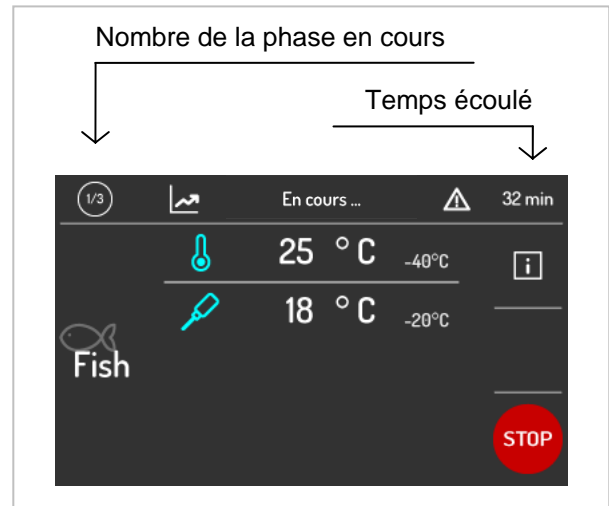 Nombre de la phase en cours
Temps écoulé
1/3 En cours ... 32 min
25 °C -40°C i
18 °C -20°C
Fish
STOP